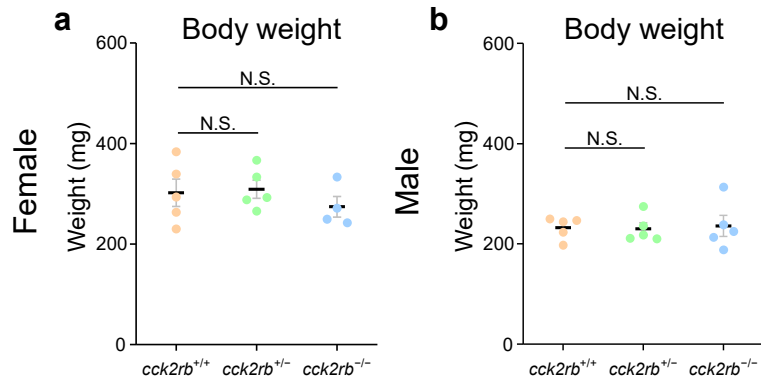 a
Body weight
Female
Weight (mg)
600
400
200
0
N.S.
N.S.
cck2rb+/+
cck2rb+/−
cck2rb−/−
b
Body weight
Male
Weight (mg)
600
400
200
0
N.S.
N.S.
cck2rb+/+
cck2rb+/−
cck2rb−/−